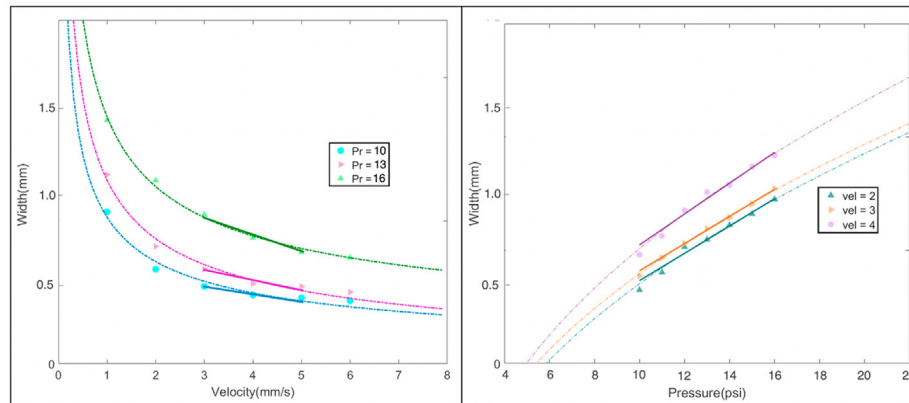 1.5
1.0
0.5
0
Width(mm)
0 1 2 3 4 5 6 7 8
Velocity(mm/s)
Pr = 10
Pr = 13
Pr = 16
1.5
1.0
0.5
0
Width(mm)
4 6 8 10 12 14 16 18 20
Pressure(psi)
vel = 2
vel = 3
vel = 4